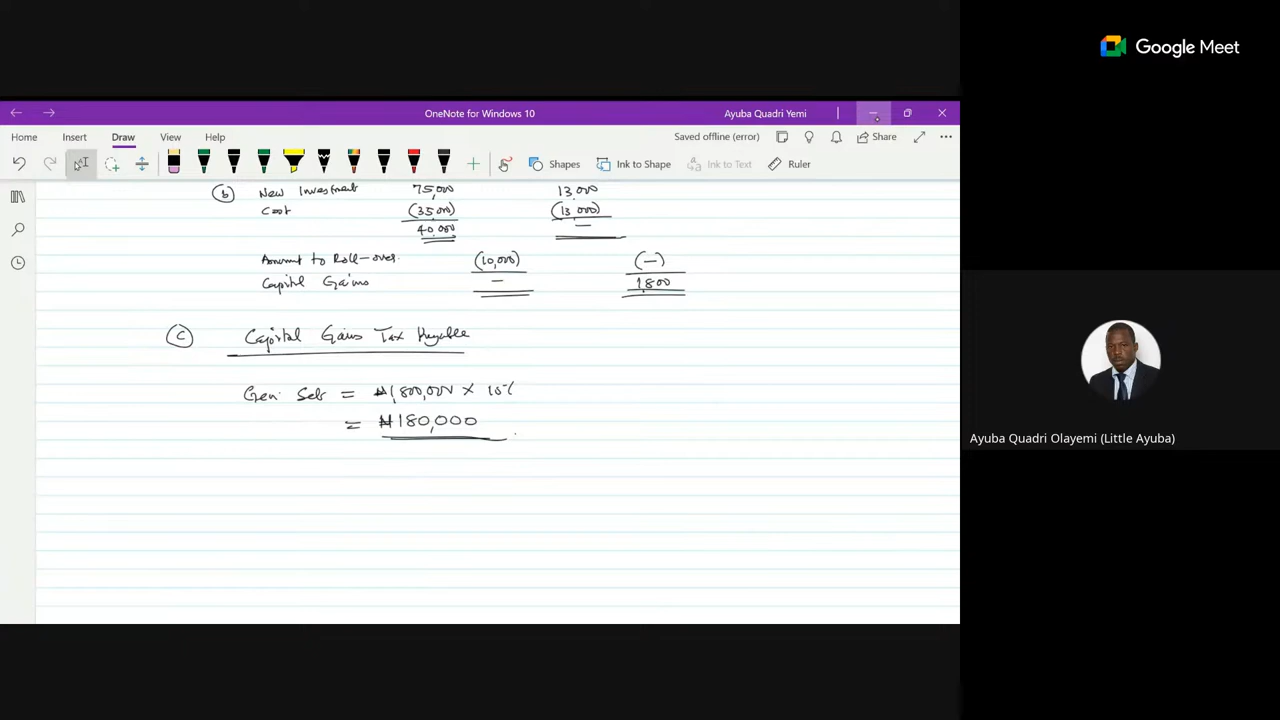 Google Meet
OneNote for Windows 10
Ayuba Quadri Yemi
Home Insert Draw View Help
Saved offline (error)
Share
Shapes
Ink to Shape
Ink to Text
Ruler
(b) New Investment 75,000 13,000
Cost (35,000) (13,000)
40,000 —
Amount to Roll-over. (10,000) (—)
Capital Gains — 1,800
(C) Capital Gains Tax Payable
Gen Set = ₦1,800,000 × 10%
= ₦180,000
Ayuba Quadri Olayemi (Little Ayuba)